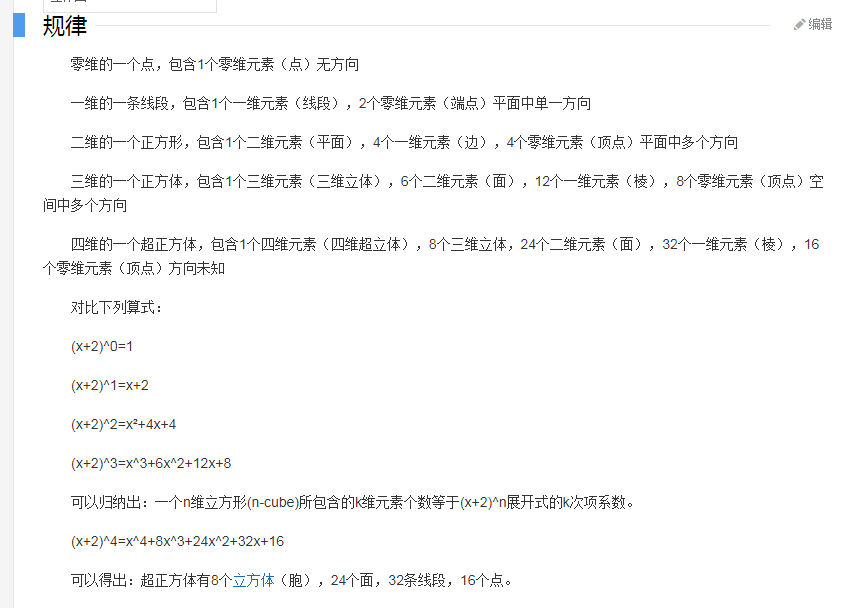 规律
编辑
零维的一个点，包含1个零维元素（点）无方向
一维的一条线段，包含1个一维元素（线段），2个零维元素（端点）平面中单一方向
二维的一个正方形，包含1个二维元素（平面），4个一维元素（边），4个零维元素（顶点）平面中多个方向
三维的一个正方体，包含1个三维元素（三维立体），6个二维元素（面），12个一维元素（棱），8个零维元素（顶点）空
间中多个方向
四维的一个超正方体，包含1个四维元素（四维超立体），8个三维立体，24个二维元素（面），32个一维元素（棱），16
个零维元素（顶点）方向未知
对比下列算式：
(x+2)^0=1
(x+2)^1=x+2
(x+2)^2=x²+4x+4
(x+2)^3=x^3+6x^2+12x+8
可以归纳出：一个n维立方形(n-cube)所包含的k维元素个数等于(x+2)^n展开式的k次项系数。
(x+2)^4=x^4+8x^3+24x^2+32x+16
可以得出：超正方体有8个立方体（胞），24个面，32条线段，16个点。